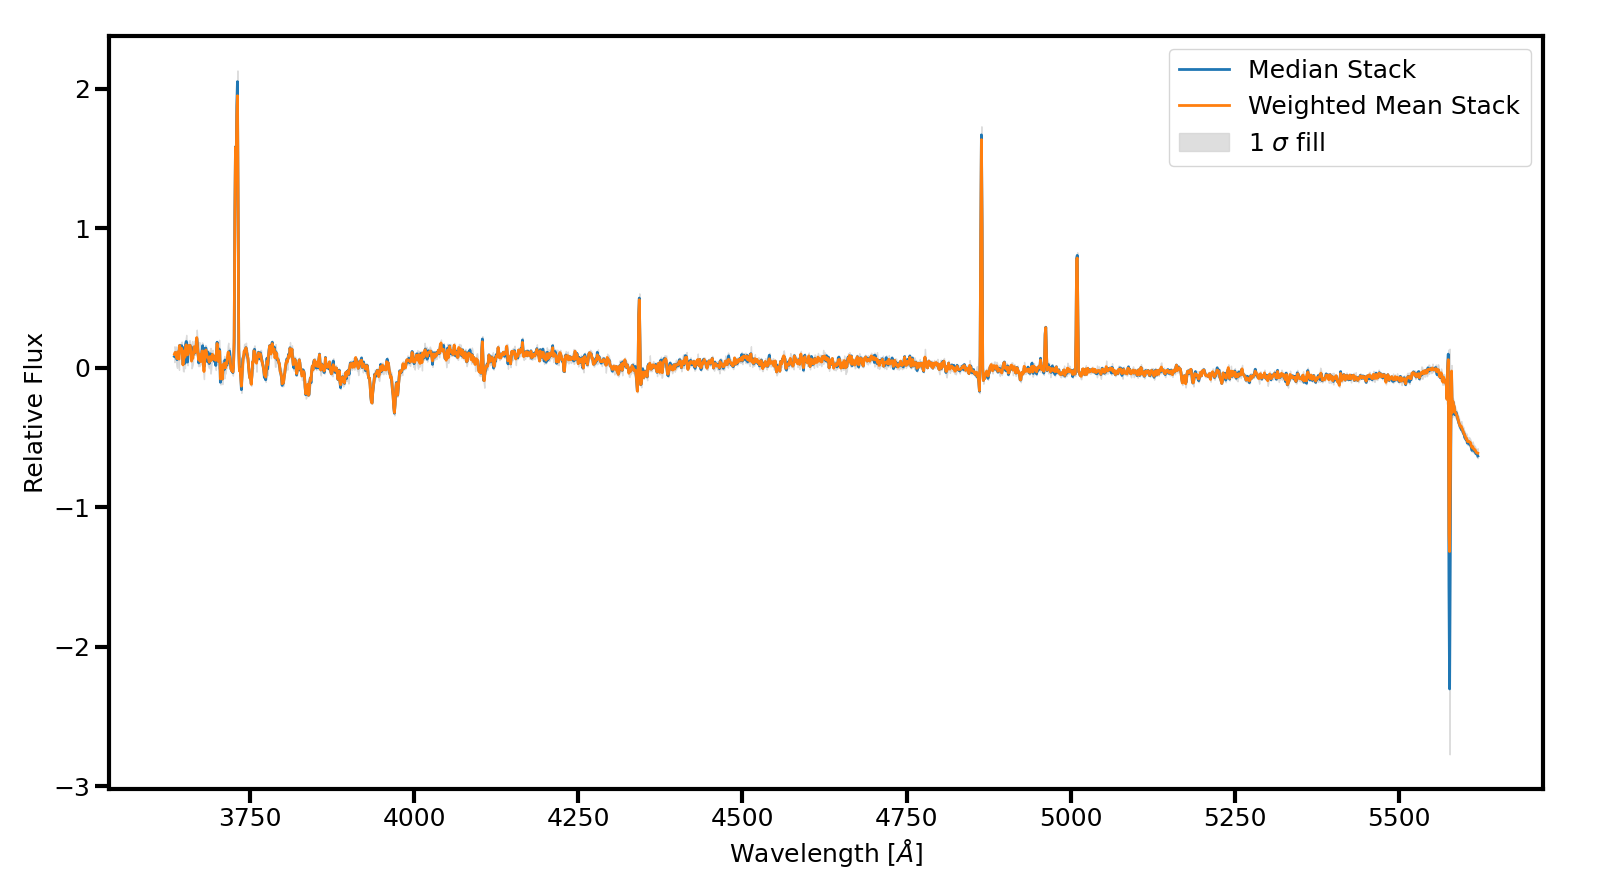 Median Stack
Weighted Mean Stack
1 σ fill
2
1
0
−1
−2
−3
Relative Flux
3750 4000 4250 4500 4750 5000 5250 5500
Wavelength [Å]